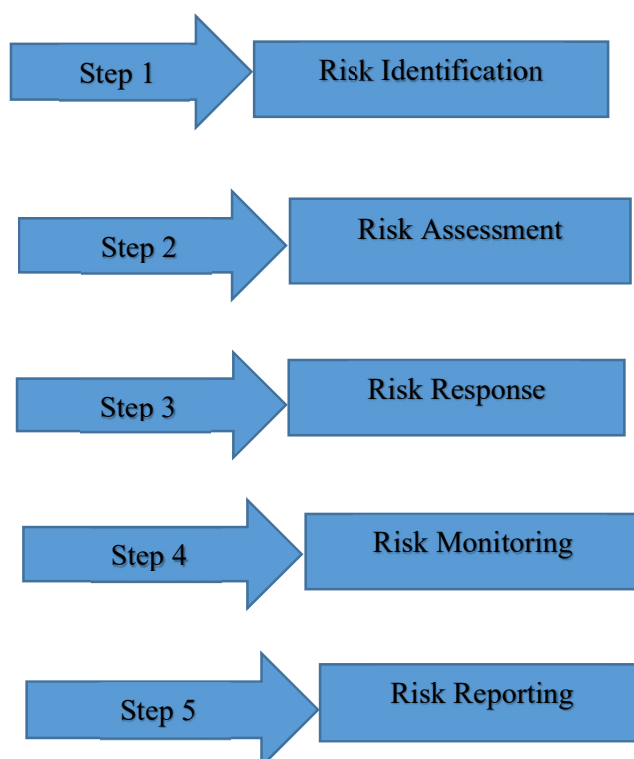 Step 1
Risk Identification
Step 2
Risk Assessment
Step 3
Risk Response
Step 4
Risk Monitoring
Step 5
Risk Reporting